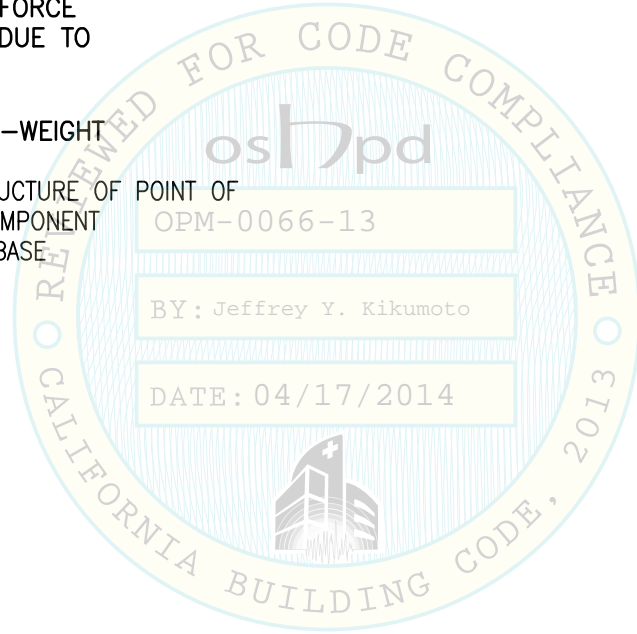 FORCE
DUE TO
-WEIGHT
UCTURE OF POINT OF
MPONENT
BASE
REVIEWED FOR CODE COMPLIANCE
oshpd
OPM-0066-13
BY: Jeffrey Y. Kikumoto
DATE: 04/17/2014
CALIFORNIA BUILDING CODE, 2013